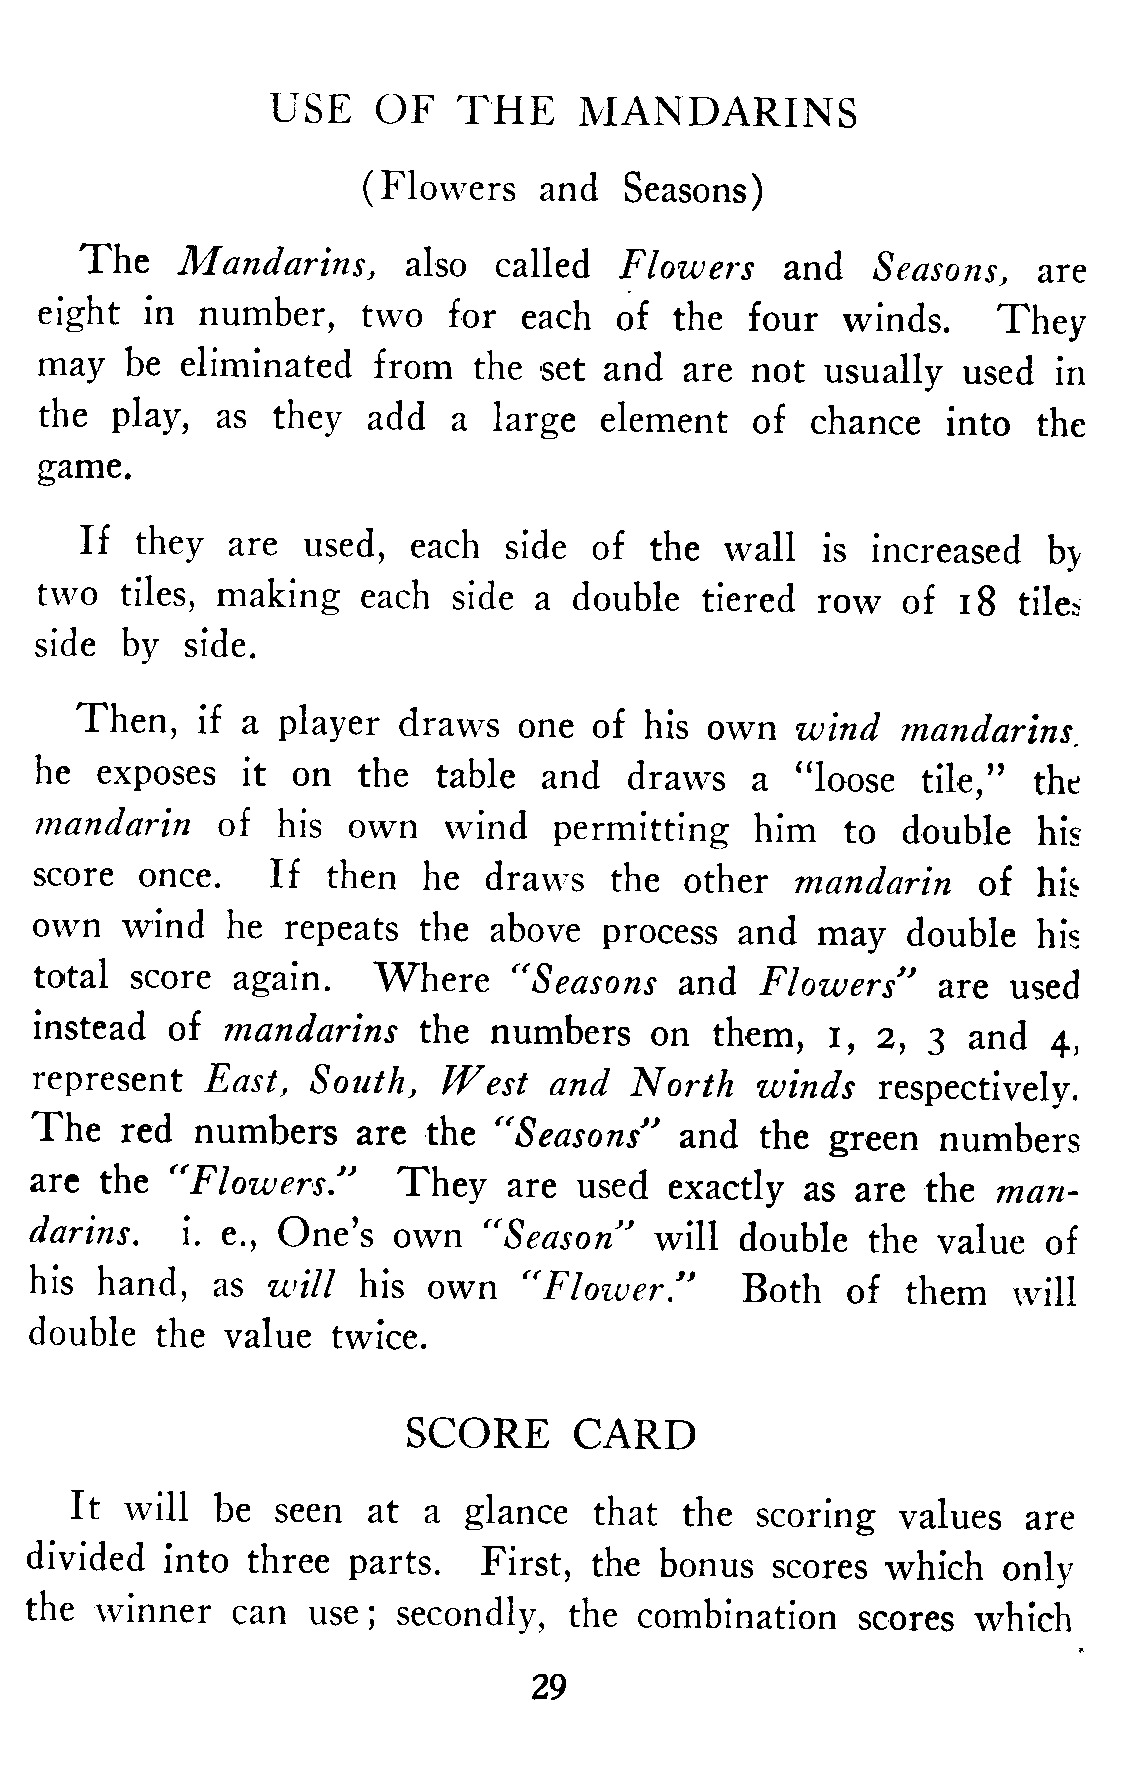 USE OF THE MANDARINS
(Flowers and Seasons)
The Mandarins, also called Flowers and Seasons, are
eight in number, two for each of the four winds. They
may be eliminated from the set and are not usually used in
the play, as they add a large element of chance into the
game.
If they are used, each side of the wall is increased by
two tiles, making each side a double tiered row of 18 tiles
side by side.
Then, if a player draws one of his own wind mandarins.
he exposes it on the table and draws a “loose tile,” the
mandarin of his own wind permitting him to double his
score once. If then he draws the other mandarin of his
own wind he repeats the above process and may double his
total score again. Where “Seasons and Flowers” are used
instead of mandarins the numbers on them, 1, 2, 3 and 4,
represent East, South, West and North winds respectively.
The red numbers are the “Seasons” and the green numbers
are the “Flowers.” They are used exactly as are the man-
darins. i. e., One’s own “Season” will double the value of
his hand, as will his own “Flower.” Both of them will
double the value twice.
SCORE CARD
It will be seen at a glance that the scoring values are
divided into three parts. First, the bonus scores which only
the winner can use; secondly, the combination scores which
29